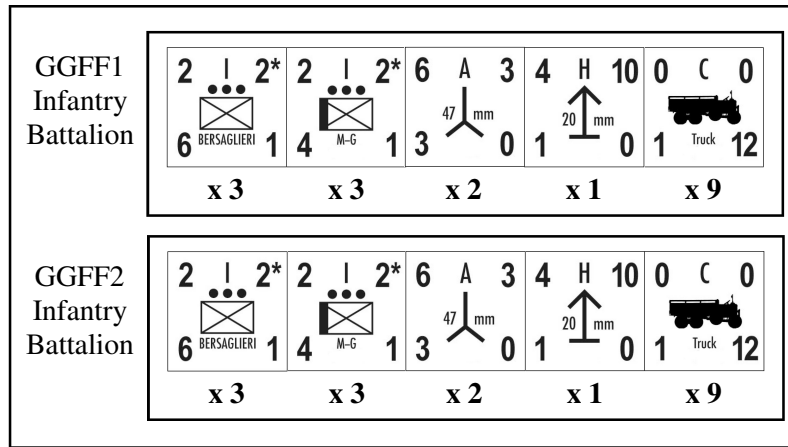 GGFF1
Infantry
Battalion
2 I 2*
6 BERSAGLIERI 1
x 3
2 I 2*
4 M–G 1
x 3
6 A 3
47 mm
3 0
x 2
4 H 10
20 mm
1 0
x 1
0 C 0
1 Truck 12
x 9
GGFF2
Infantry
Battalion
2 I 2*
6 BERSAGLIERI 1
x 3
2 I 2*
4 M–G 1
x 3
6 A 3
47 mm
3 0
x 2
4 H 10
20 mm
1 0
x 1
0 C 0
1 Truck 12
x 9